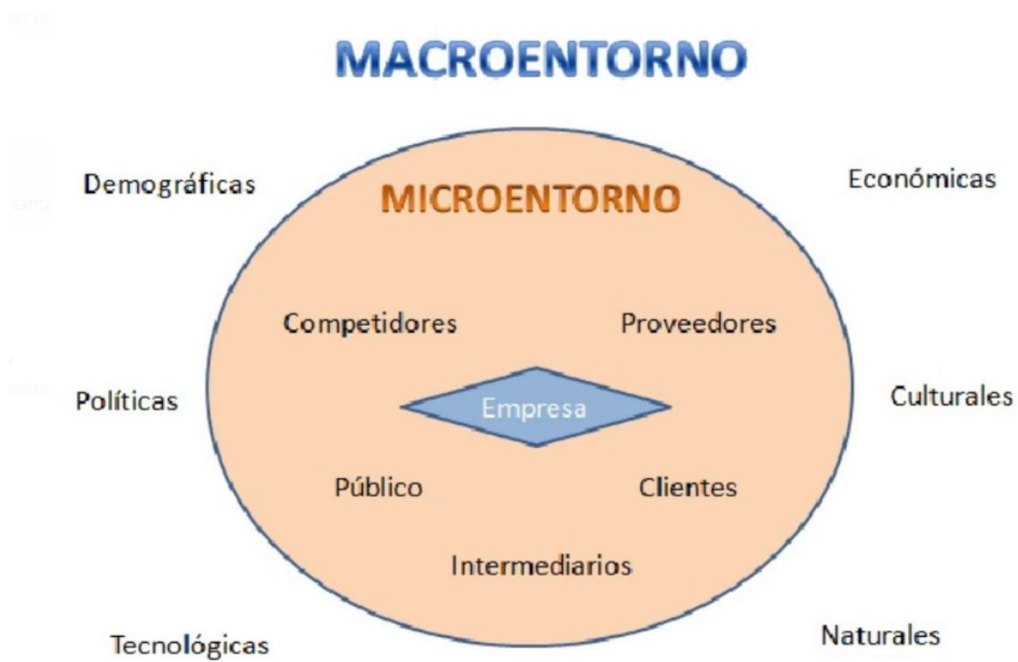 MACROENTORNO
Demográficas
Económicas
MICROENTORNO
Competidores
Proveedores
Políticas
Empresa
Culturales
Público
Clientes
Intermediarios
Tecnológicas
Naturales